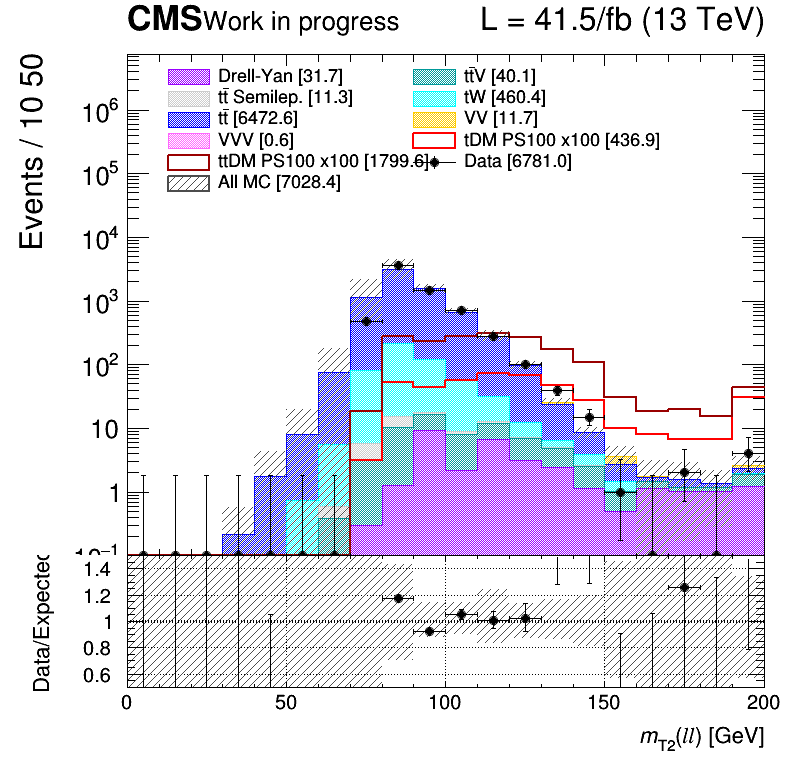 CMS Work in progress L = 41.5/fb (13 TeV)
Events / 10 50
Drell-Yan [31.7] tt̄V [40.1]
tt̄ Semilep. [11.3] tW [460.4]
tt̄ [6472.6] VV [11.7]
VVV [0.6] tDM PS100 x100 [436.9]
ttDM PS100 x100 [1799.6] Data [6781.0]
All MC [7028.4]
10⁶
10⁵
10⁴
10³
10²
10
1
10⁻¹
Data/Expected
1.4
1.2
1
0.8
0.6
0 50 100 150 200
m_T2(ll) [GeV]